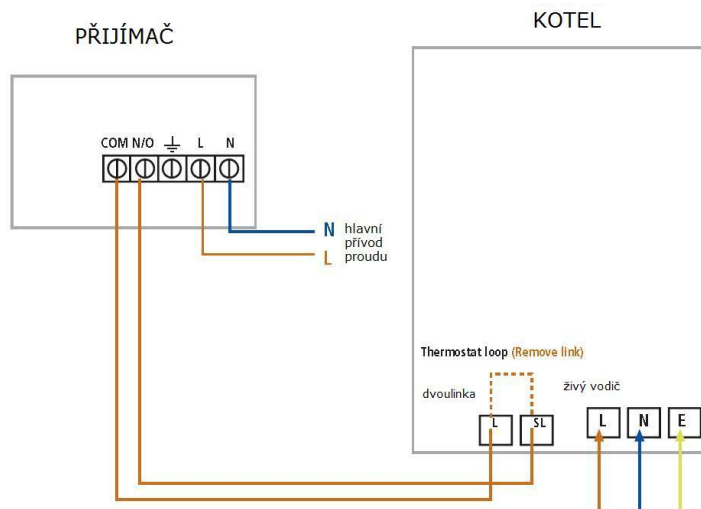 PŘIJÍMAČ
KOTEL
COM N/O L N
N hlavní
přívod
L proudu
Thermostat loop (Remove link)
dvoulinka
živý vodič
L SL L N E